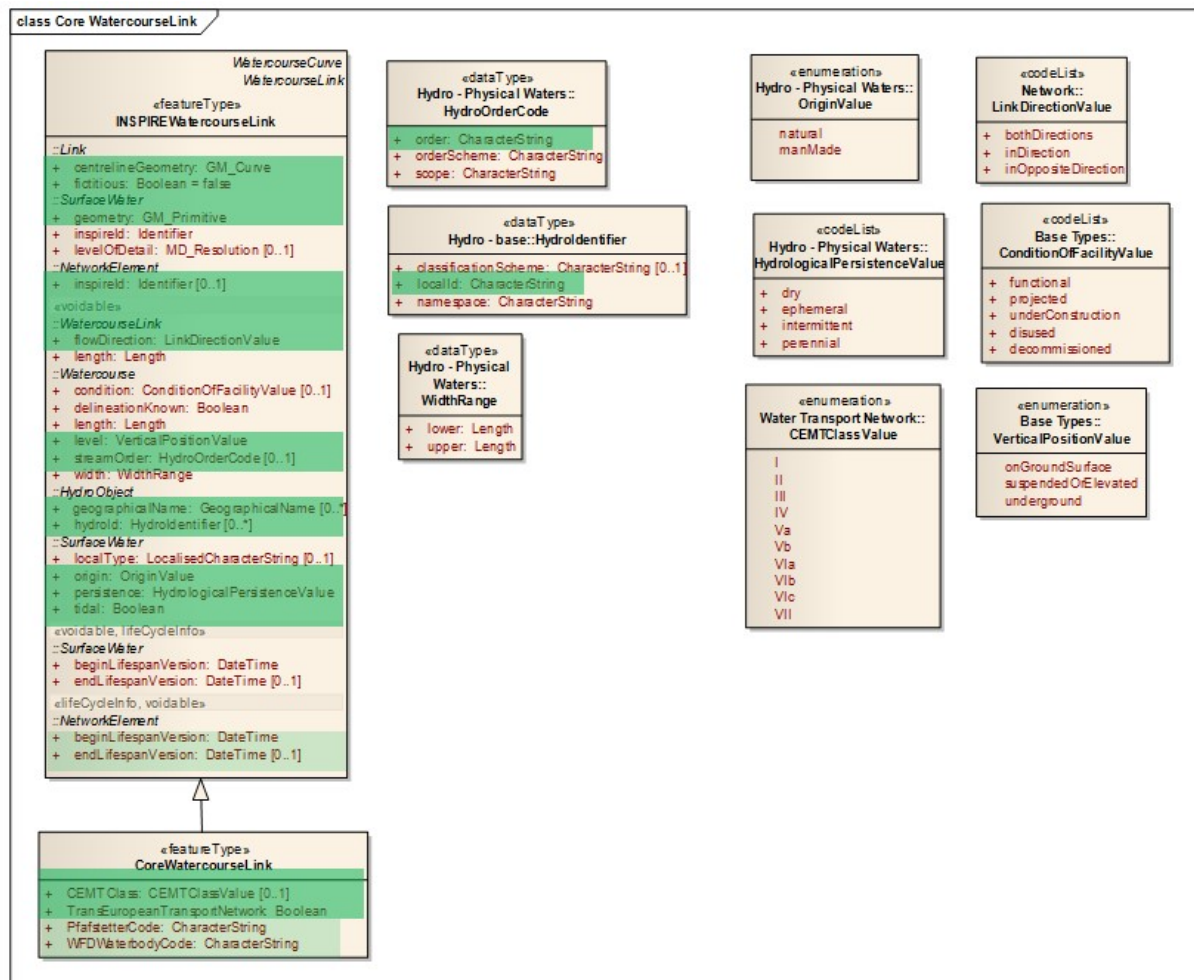 class Core WatercourseLink
WatercourseCurve
WatercourseLink
«featureType»
INSPIREWatercourseLink
::Link
+ centrelineGeometry: GM_Curve
+ fictitious: Boolean = false
::SurfaceWater
+ geometry: GM_Primitive
+ inspireId: Identifier
+ levelOfDetail: MD_Resolution [0..1]
::NetworkElement
+ inspireId: Identifier [0..1]
«voidable»
::WatercourseLink
+ flowDirection: LinkDirectionValue
+ length: Length
::Watercourse
+ condition: ConditionOfFacilityValue [0..1]
+ delineationKnown: Boolean
+ length: Length
+ level: VerticalPositionValue
+ streamOrder: HydroOrderCode [0..1]
+ width: WidthRange
::HydroObject
+ geographicalName: GeographicalName [0..*]
+ hydroId: HydroIdentifier [0..*]
::SurfaceWater
+ localType: LocalisedCharacterString [0..1]
+ origin: OriginValue
+ persistence: HydrologicalPersistenceValue
+ tidal: Boolean
«voidable, lifeCycleInfo»
::SurfaceWater
+ beginLifespanVersion: DateTime
+ endLifespanVersion: DateTime [0..1]
«lifeCycleInfo, voidable»
::NetworkElement
+ beginLifespanVersion: DateTime
+ endLifespanVersion: DateTime [0..1]
«featureType»
CoreWatercourseLink
+ CEMTClass: CEMTClassValue [0..1]
+ TransEuropeanTransportNetwork: Boolean
+ PfafstetterCode: CharacterString
+ WFDWaterbodyCode: CharacterString
«dataType»
Hydro - Physical Waters::
HydroOrderCode
+ order: CharacterString
+ orderScheme: CharacterString
+ scope: CharacterString
«dataType»
Hydro - base::HydroIdentifier
+ classificationScheme: CharacterString [0..1]
+ localId: CharacterString
+ namespace: CharacterString
«dataType»
Hydro - Physical
Waters::
WidthRange
+ lower: Length
+ upper: Length
«enumeration»
Hydro - Physical Waters::
OriginValue
natural
manMade
«codeList»
Hydro - Physical Waters::
HydrologicalPersistenceValue
+ dry
+ ephemeral
+ intermittent
+ perennial
«enumeration»
Water Transport Network::
CEMTClassValue
I
II
III
IV
Va
Vb
VIa
VIb
VIc
VII
«codeList»
Network::
LinkDirectionValue
+ bothDirections
+ inDirection
+ inOppositeDirection
«codeList»
Base Types::
ConditionOfFacilityValue
+ functional
+ projected
+ underConstruction
+ disused
+ decommissioned
«enumeration»
Base Types::
VerticalPositionValue
onGroundSurface
suspendedOrElevated
underground